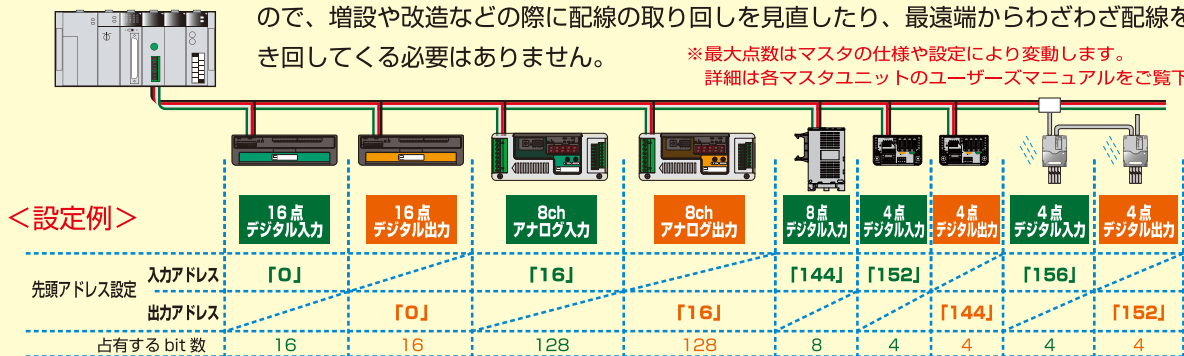 ので、増設や改造などの際に配線の取り回しを見直したり、最遠端からわざわざ配線を
き回してくる必要はありません。
※最大点数はマスタの仕様や設定により変動します。
詳細は各マスタユニットのユーザーズマニュアルをご覧下
<設定例>
16点 デジタル入力 16点 デジタル出力 8ch アナログ入力 8ch アナログ出力 8点 デジタル入力 4点 デジタル入力 4点 デジタル出力 4点 デジタル入力 4点 デジタル出力
先頭アドレス設定
入力アドレス 「0」 「16」 「144」 「152」 「156」
出力アドレス 「0」 「16」 「144」 「152」
占有するbit数 16 16 128 128 8 4 4 4 4